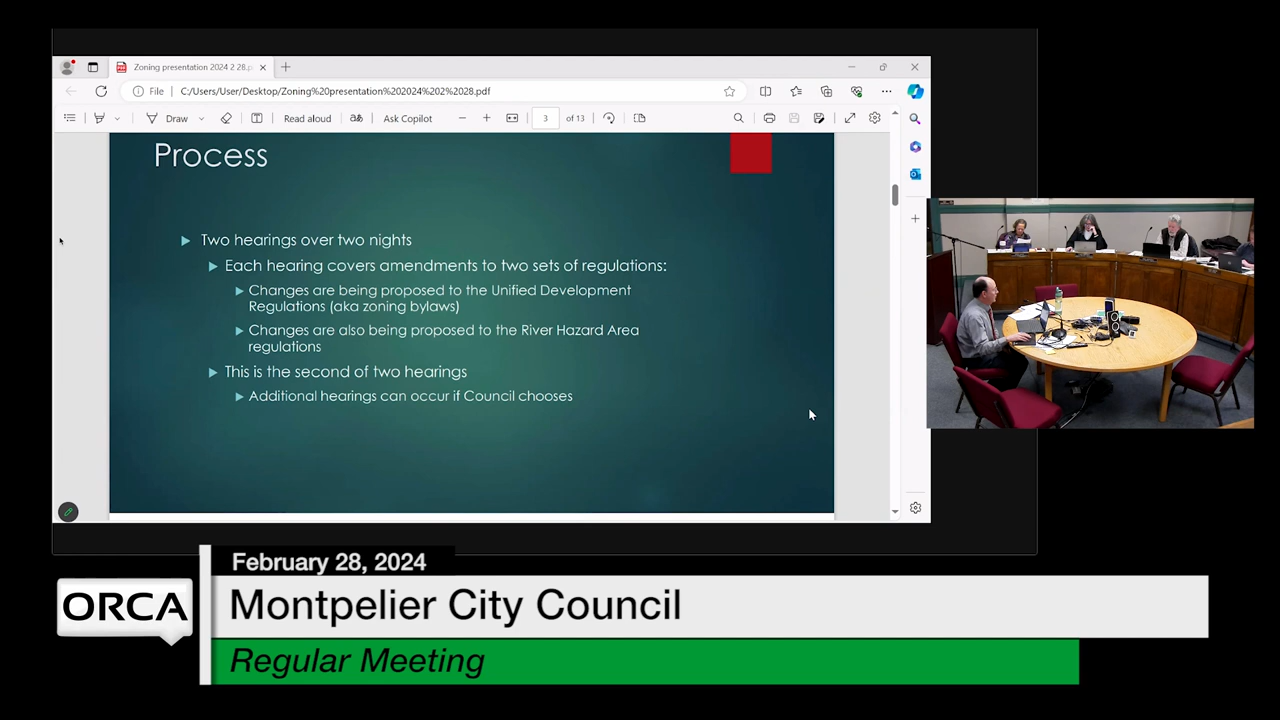 Zoning presentation 2024 2 28.p
File
C:/Users/User/Desktop/Zoning%20presentation%202024%202%2028.pdf
Draw
Read aloud
Ask Copilot
3
of 13
Process
Two hearings over two nights
Each hearing covers amendments to two sets of regulations:
Changes are being proposed to the Unified Development
Regulations (aka zoning bylaws)
Changes are also being proposed to the River Hazard Area
regulations
This is the second of two hearings
Additional hearings can occur if Council chooses
February 28, 2024
ORCA
Montpelier City Council
Regular Meeting